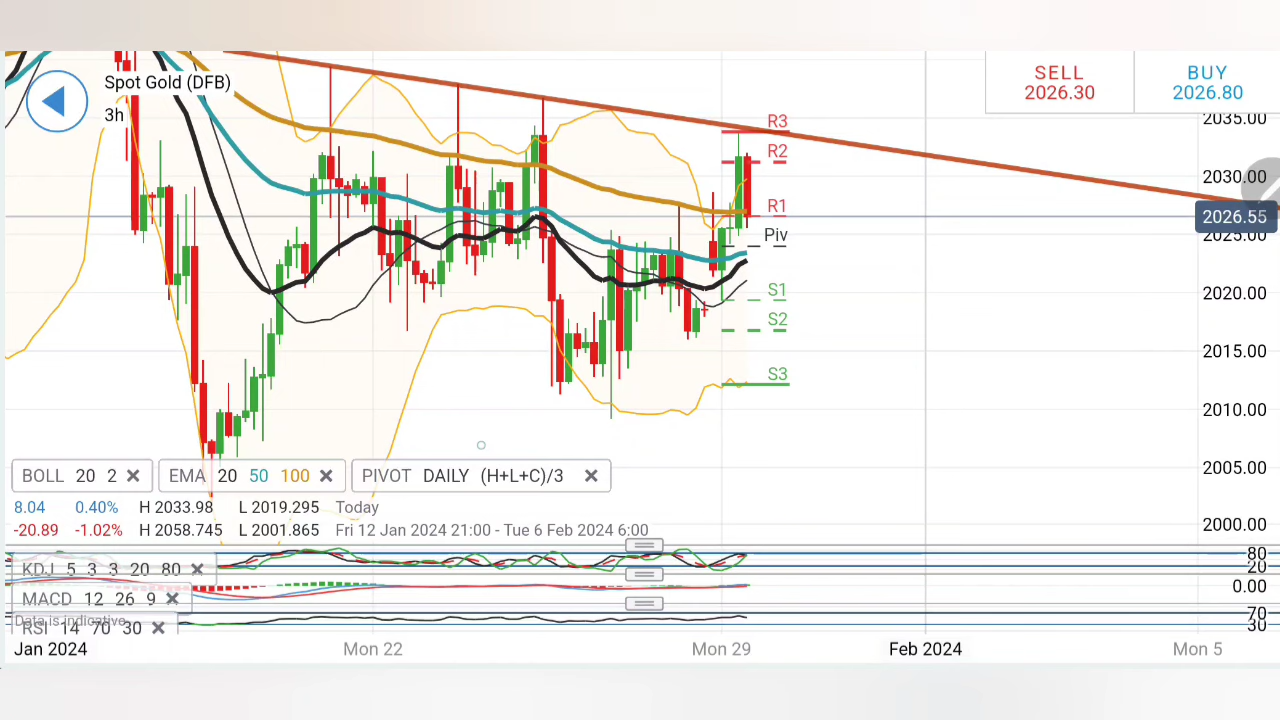 Spot Gold (DFB)
3h
SELL
2026.30
BUY
2026.80
2035.00
2030.00
2026.55
2025.00
2020.00
2015.00
2010.00
2005.00
2000.00
R3
R2
R1
Piv
S1
S2
S3
BOLL 20 2
EMA 20 50 100
PIVOT DAILY (H+L+C)/3
8.04 0.40% H 2033.98 L 2019.295 Today
-20.89 -1.02% H 2058.745 L 2001.865 Fri 12 Jan 2024 21:00 - Tue 6 Feb 2024 6:00
KDJ 5 3 3 20 80
80
20
MACD 12 26 9
0.00
Data is indicative
RSI 14 70 30
70
30
Jan 2024 Mon 22 Mon 29 Feb 2024 Mon 5